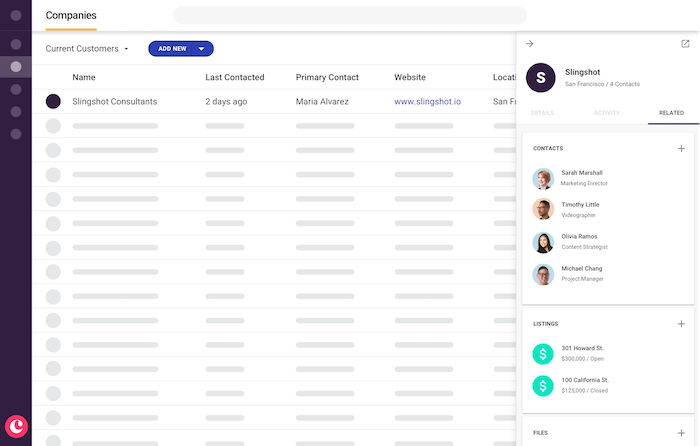 Companies
Current Customers
ADD NEW
Name Last Contacted Primary Contact Website Locati
Slingshot Consultants 2 days ago Maria Alvarez www.slingshot.io San Fr
S
Slingshot
San Francisco / 4 Contacts
DETAILS ACTIVITY RELATED
CONTACTS
Sarah Marshall
Marketing Director
Timothy Little
Videographer
Olivia Ramos
Content Strategist
Michael Chang
Project Manager
LISTINGS
$
301 Howard St.
$300,000 / Open
$
100 California St.
$125,000 / Closed
FILES